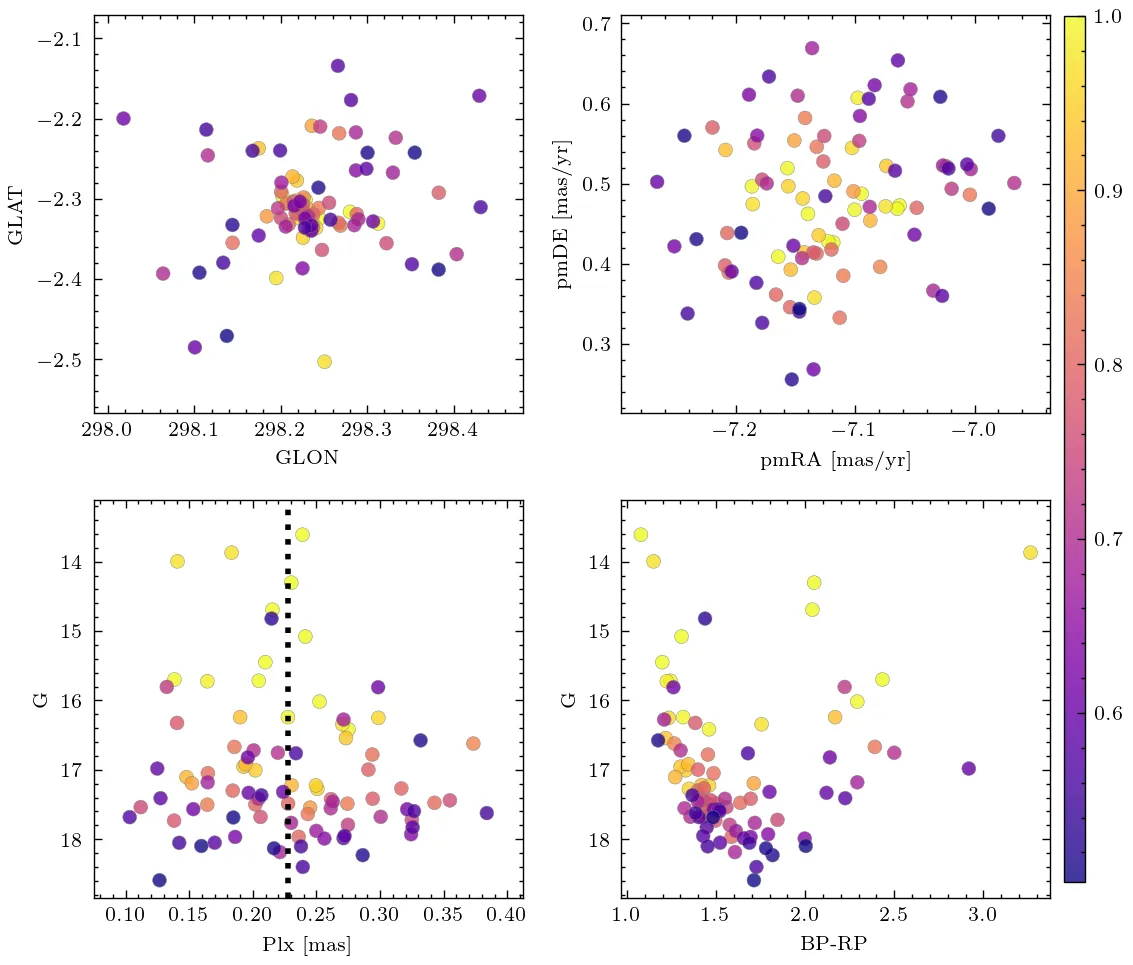 −2.1
−2.2
−2.3
−2.4
−2.5
GLAT
298.0 298.1 298.2 298.3 298.4
GLON
0.7
0.6
0.5
0.4
0.3
pmDE [mas/yr]
−7.2 −7.1 −7.0
pmRA [mas/yr]
14
15
16
17
18
G
0.10 0.15 0.20 0.25 0.30 0.35 0.40
Plx [mas]
14
15
16
17
18
G
1.0 1.5 2.0 2.5 3.0
BP-RP
1.0
0.9
0.8
0.7
0.6